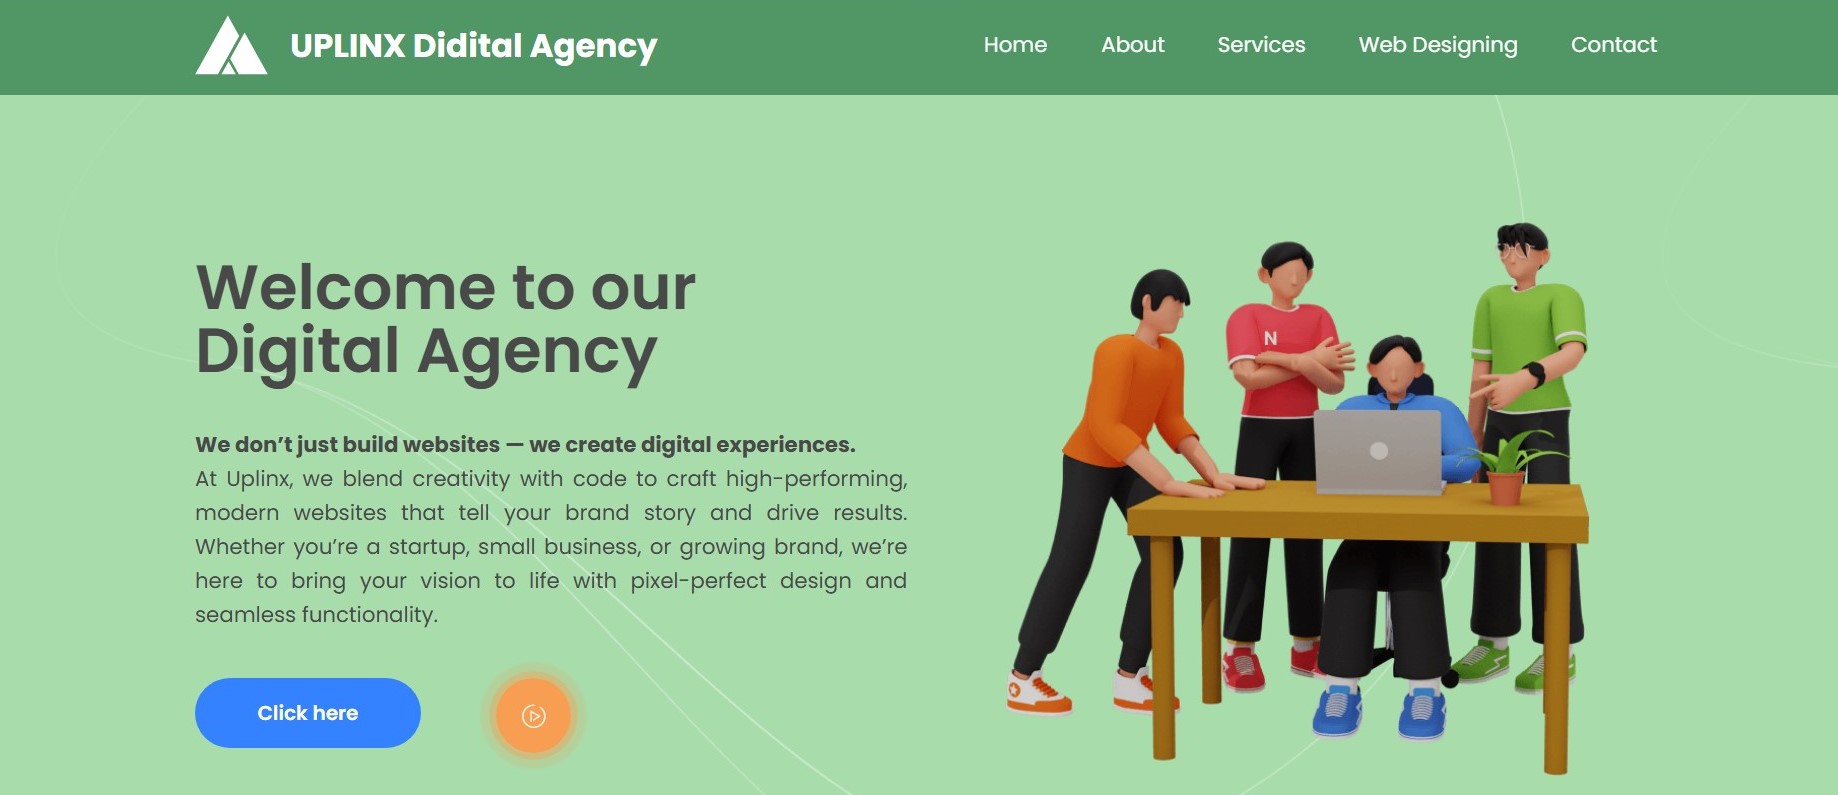 UPLINX Didital Agency
Home About Services Web Designing Contact
Welcome to our
Digital Agency
We don’t just build websites — we create digital experiences.
At Uplinx, we blend creativity with code to craft high-performing,
modern websites that tell your brand story and drive results.
Whether you’re a startup, small business, or growing brand, we’re
here to bring your vision to life with pixel-perfect design and
seamless functionality.
Click here
N